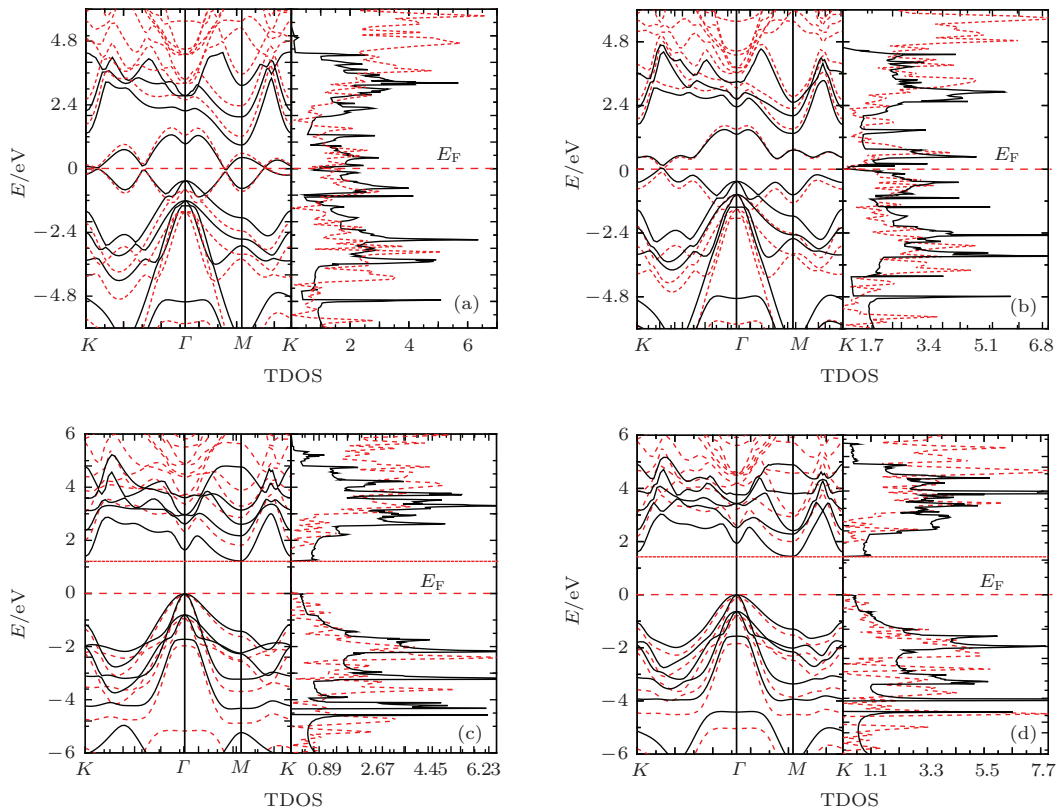 4.8
2.4
0
−2.4
−4.8
E/eV
E_F
(a)
K Γ M K 2 4 6
TDOS
4.8
2.4
0
−2.4
−4.8
E/eV
E_F
(b)
K Γ M K 1.7 3.4 5.1 6.8
TDOS
6
4
2
0
−2
−4
−6
E/eV
E_F
(c)
K Γ M K 0.89 2.67 4.45 6.23
TDOS
6
4
2
0
−2
−4
−6
E/eV
E_F
(d)
K Γ M K 1.1 3.3 5.5 7.7
TDOS